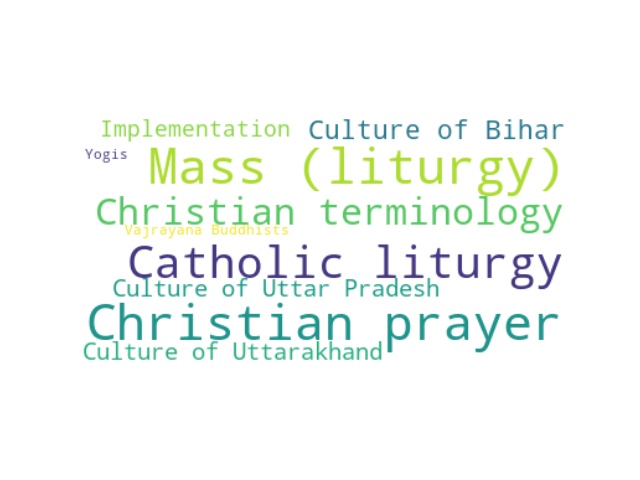 Implementation
Culture of Bihar
Yogis
Mass (liturgy)
Christian terminology
Vajrayana Buddhists
Catholic liturgy
Culture of Uttar Pradesh
Christian prayer
Culture of Uttarakhand